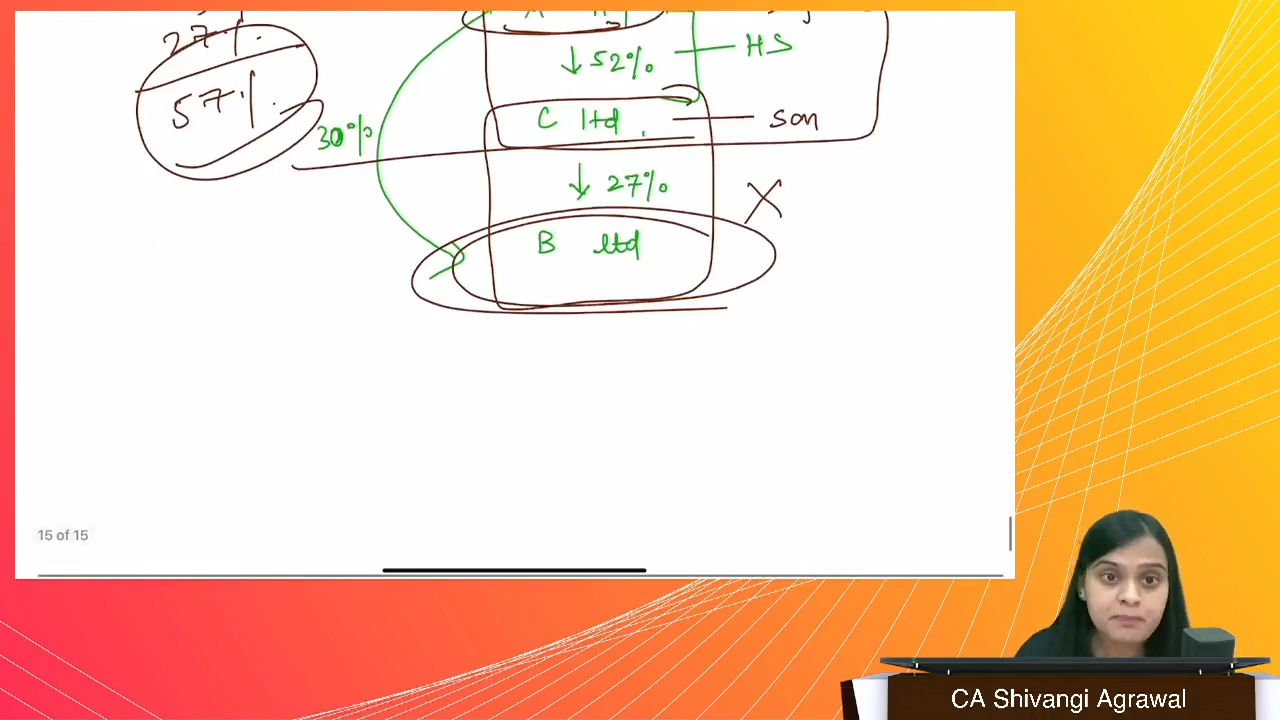 27%.
↓ 52% — HS
57%.
C ltd. — son
30%
↓ 27%
X
B ltd
15 of 15
CA Shivangi Agrawal